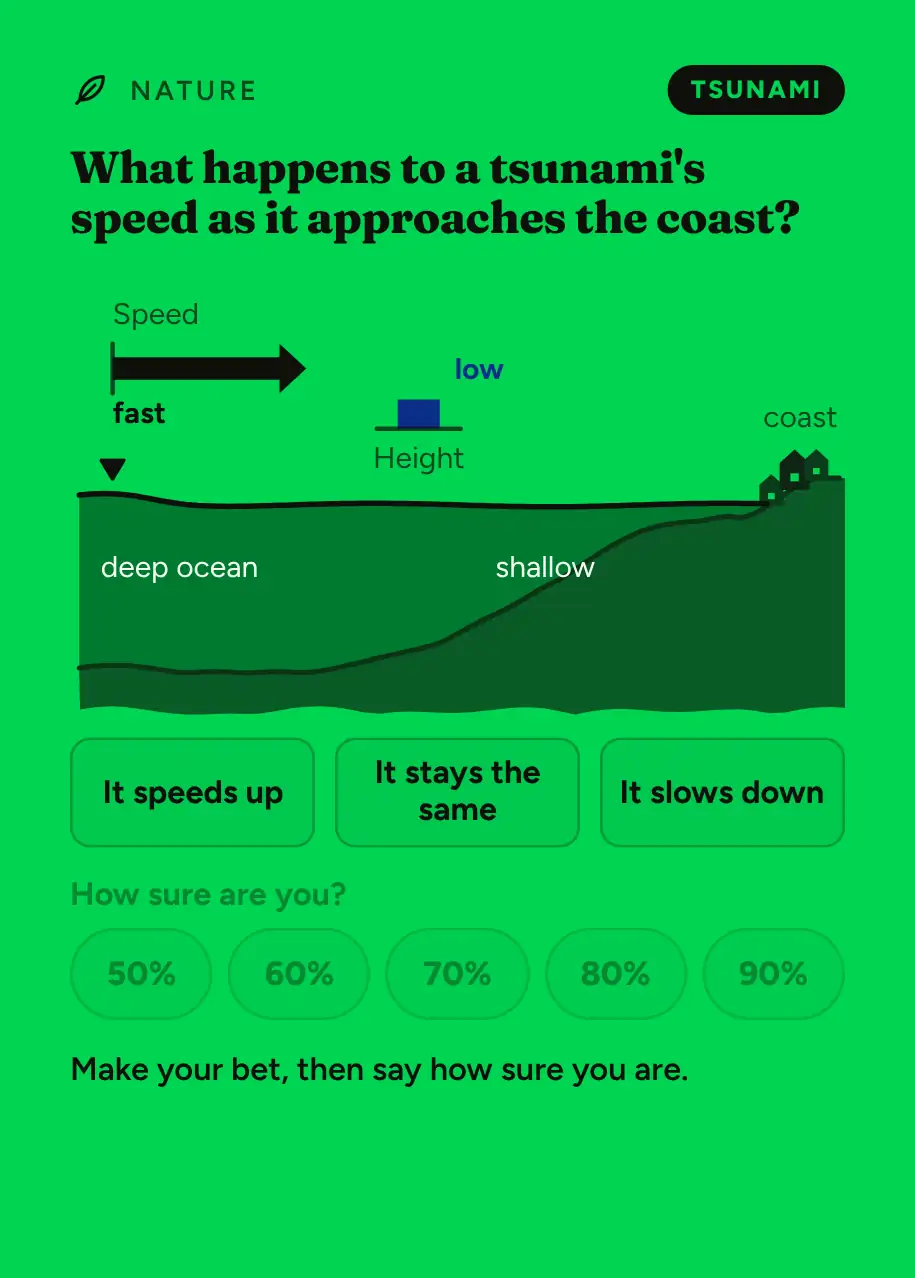 NATURE
TSUNAMI
What happens to a tsunami's
speed as it approaches the coast?
Speed
fast
low
Height
coast
deep ocean
shallow
It speeds up
It stays the
same
It slows down
How sure are you?
50%
60%
70%
80%
90%
Make your bet, then say how sure you are.